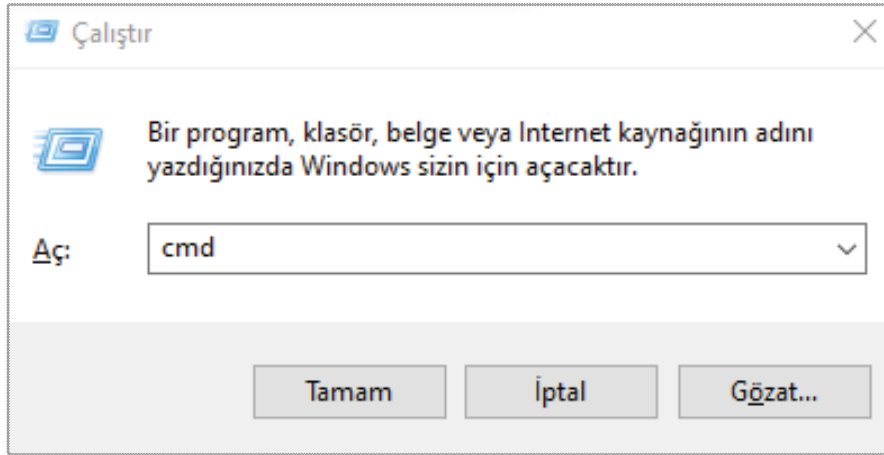 Çalıştır
Bir program, klasör, belge veya Internet kaynağının adını
yazdığınızda Windows sizin için açacaktır.
Aç:
cmd
Tamam
İptal
Gözat...